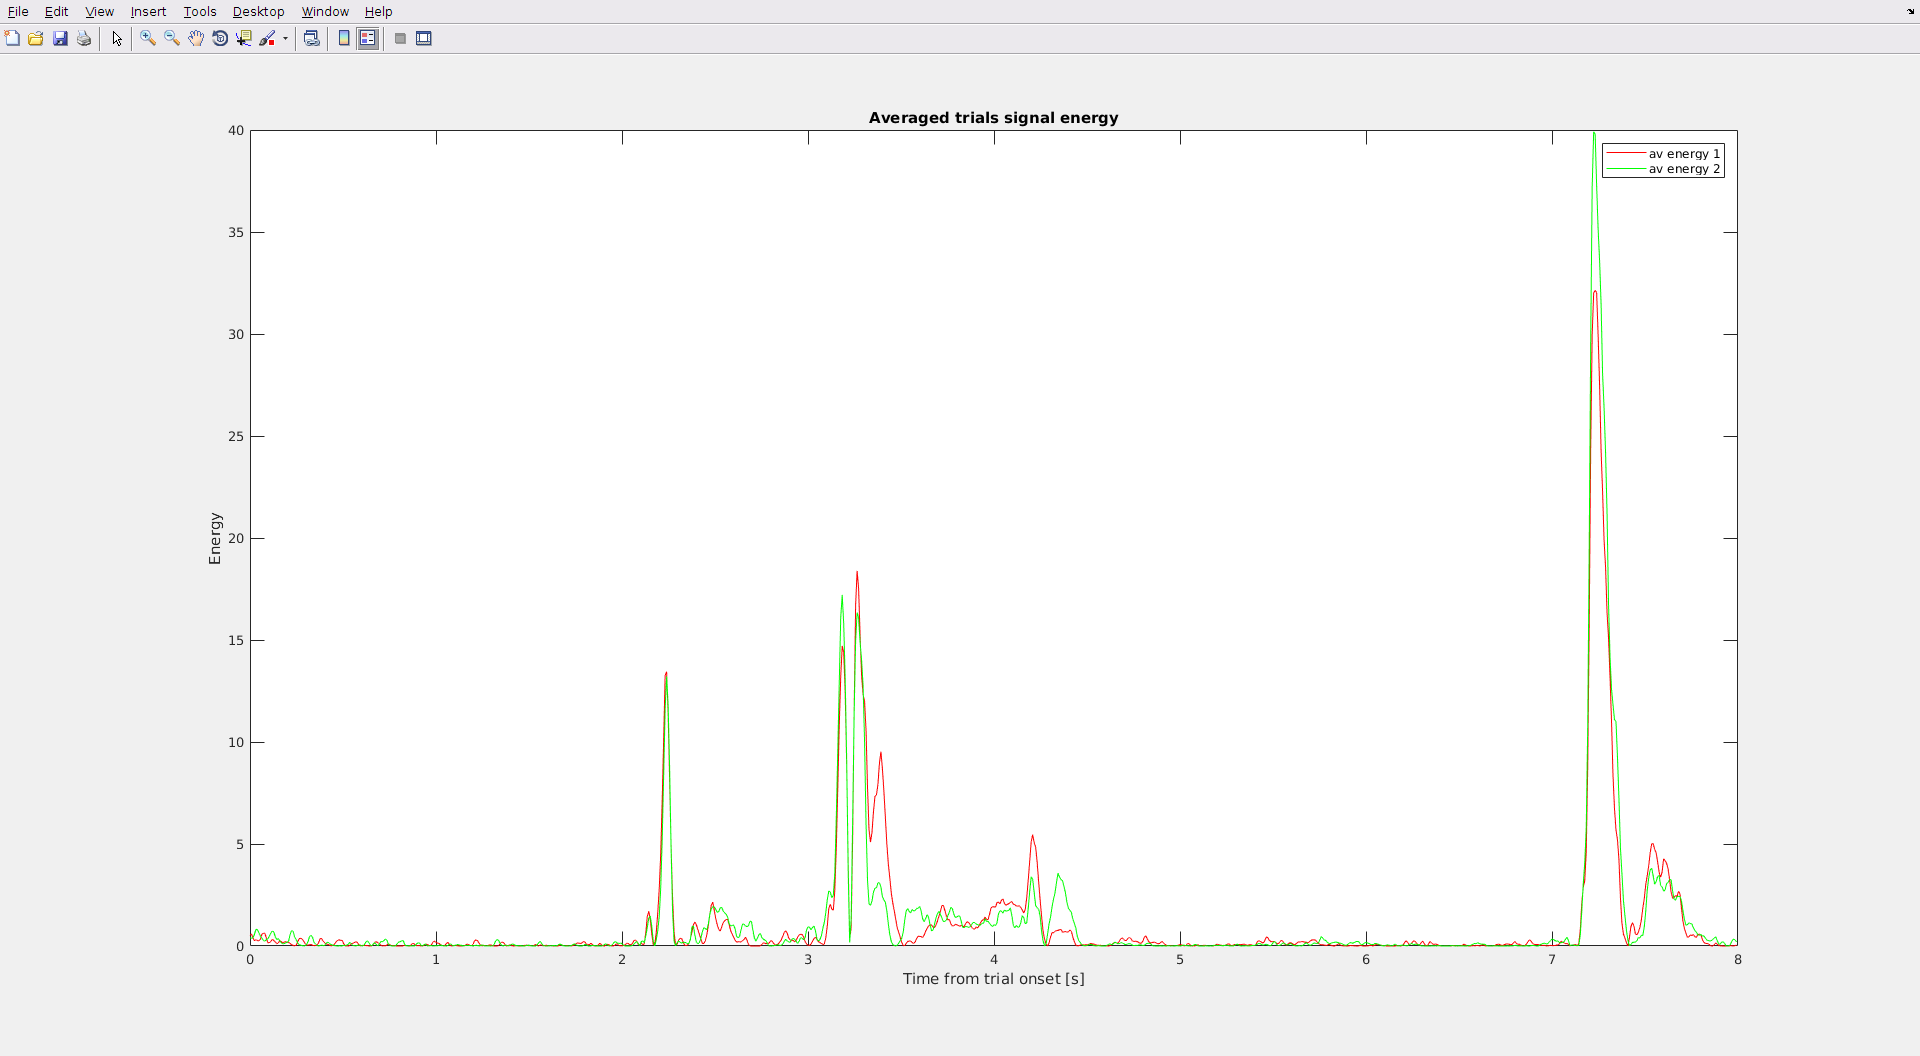 File Edit View Insert Tools Desktop Window Help
Averaged trials signal energy
40
35
30
25
20
15
10
5
0
Energy
av energy 1
av energy 2
0 1 2 3 4 5 6 7 8
Time from trial onset [s]